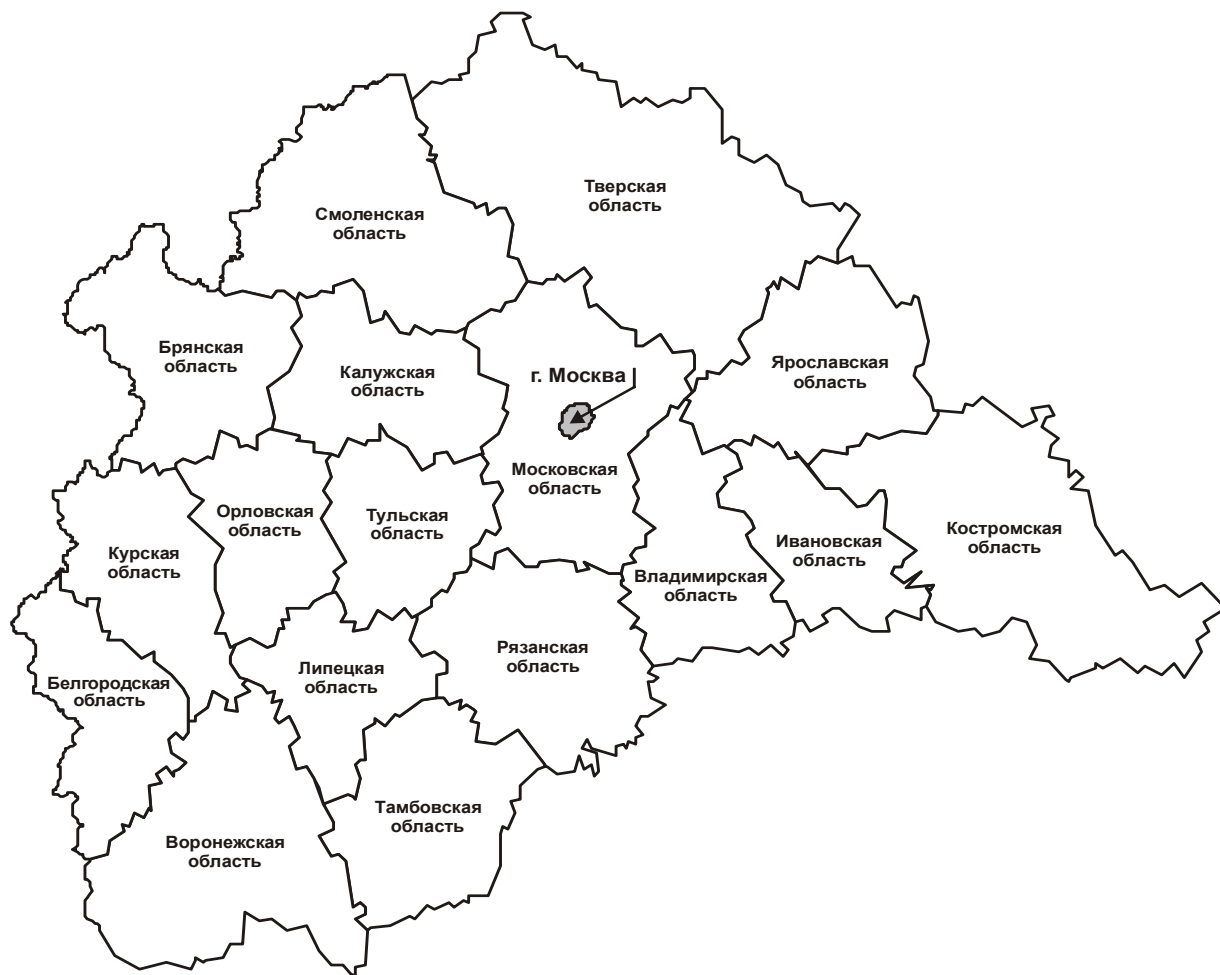 Тверская
область
Смоленская
область
Брянская
область
Калужская
область
г. Москва
Ярославская
область
Московская
область
Орловская
область
Тульская
область
Курская
область
Владимирская
область
Ивановская
область
Костромская
область
Белгородская
область
Липецкая
область
Рязанская
область
Тамбовская
область
Воронежская
область